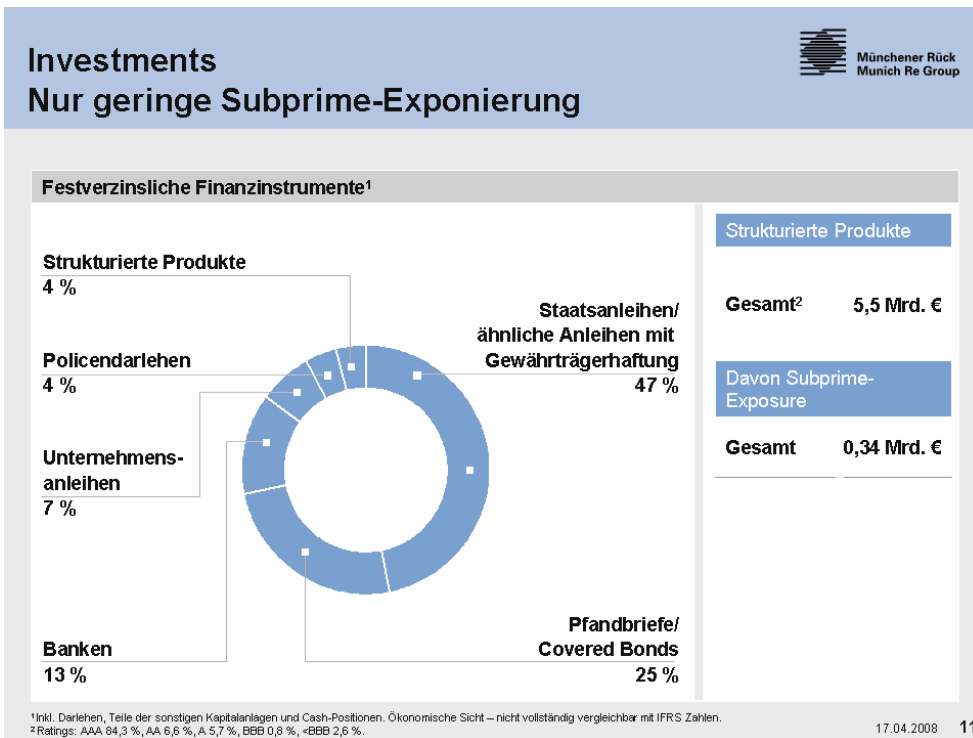 Investments
Nur geringe Subprime-Exponierung
Münchener Rück
Munich Re Group
Festverzinsliche Finanzinstrumente¹
Strukturierte Produkte
4 %
Policendarlehen
4 %
Unternehmens-
anleihen
7 %
Banken
13 %
Staatsanleihen/
ähnliche Anleihen mit
Gewährträgerhaftung
47 %
Pfandbriefe/
Covered Bonds
25 %
Strukturierte Produkte
Gesamt² 5,5 Mrd. €
Davon Subprime-
Exposure
Gesamt 0,34 Mrd. €
¹Inkl. Darlehen, Teile der sonstigen Kapitalanlagen und Cash-Positionen. Ökonomische Sicht – nicht vollständig vergleichbar mit IFRS Zahlen.
²Ratings: AAA 84,3 %, AA 6,6 %, A 5,7 %, BBB 0,8 %, <BBB 2,6 %.
17.04.2008 11